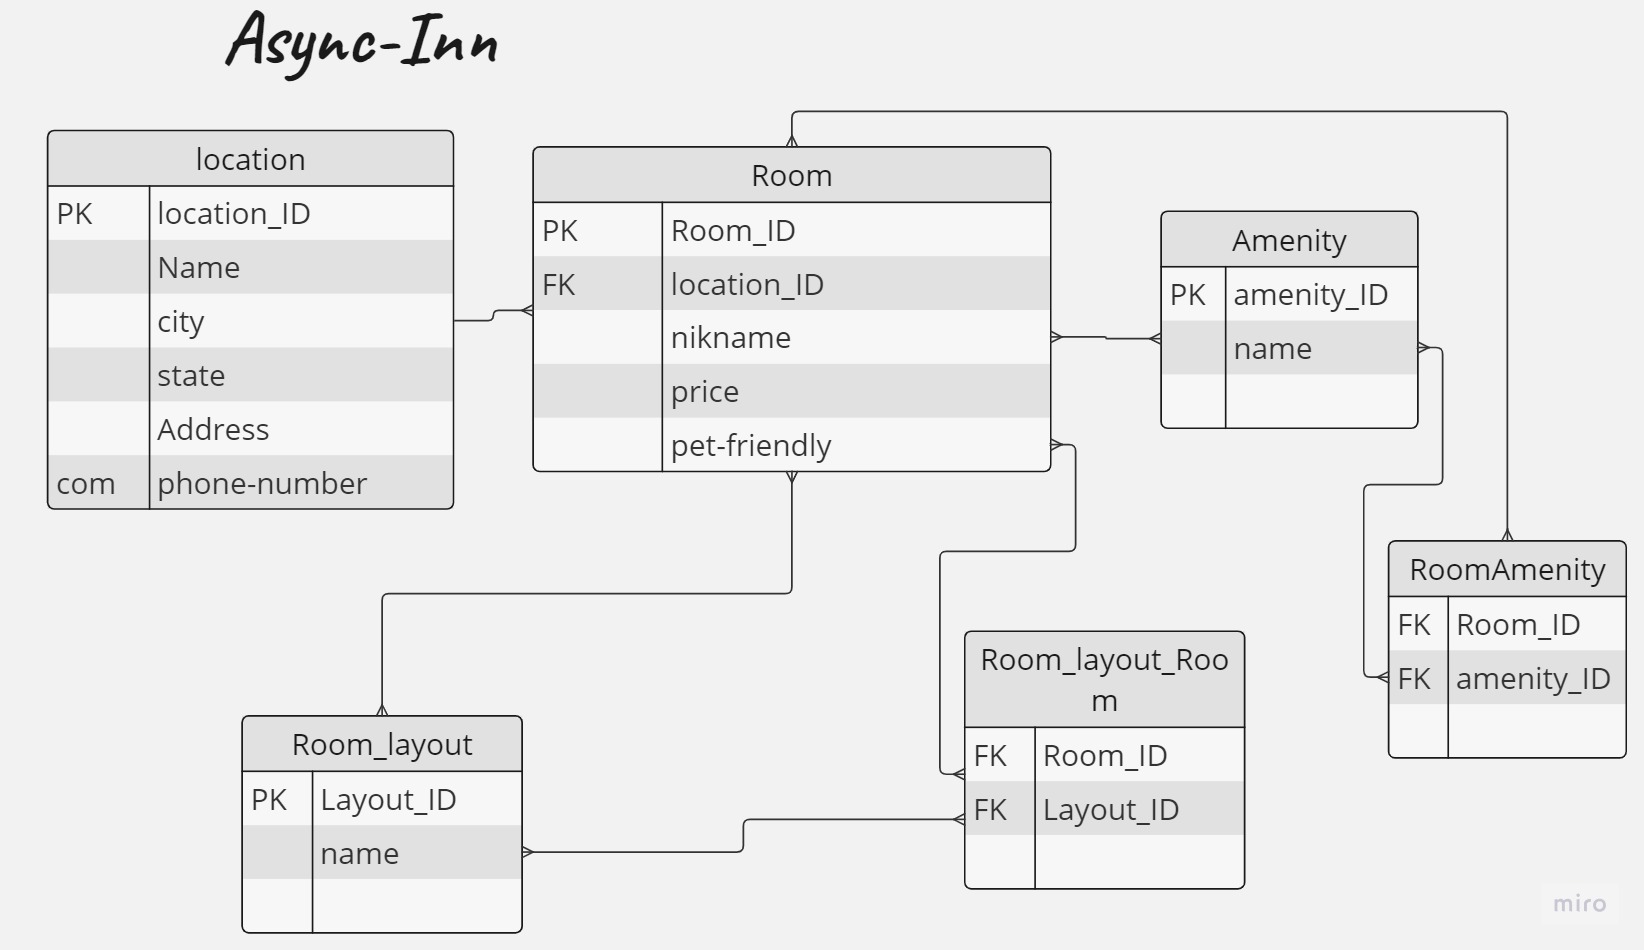 Async-Inn
location
PK location_ID
Name
city
state
Address
com phone-number
Room
PK Room_ID
FK location_ID
nikname
price
pet-friendly
Amenity
PK amenity_ID
name
RoomAmenity
FK Room_ID
FK amenity_ID
Room_layout_Roo
m
FK Room_ID
FK Layout_ID
Room_layout
PK Layout_ID
name
miro